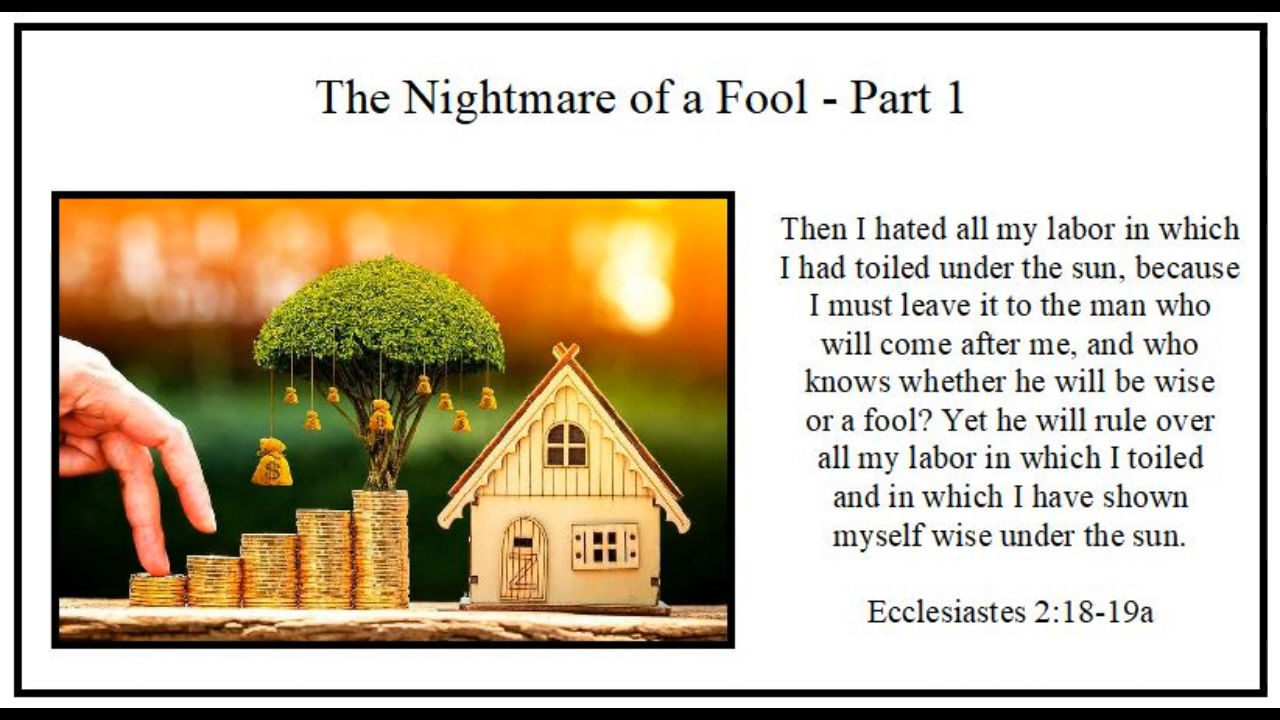 The Nightmare of a Fool - Part 1
Then I hated all my labor in which
I had toiled under the sun, because
I must leave it to the man who
will come after me, and who
knows whether he will be wise
or a fool? Yet he will rule over
all my labor in which I toiled
and in which I have shown
myself wise under the sun.
Ecclesiastes 2:18-19a
$
$